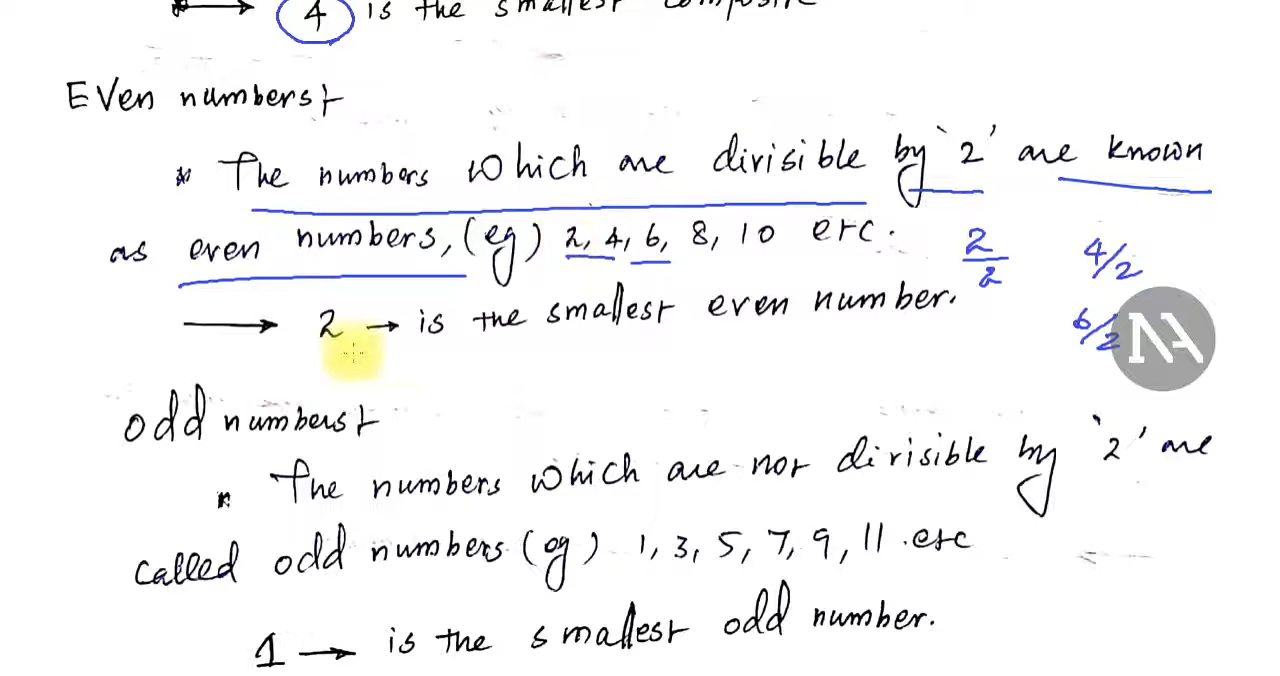 4 is the smallest composite
Even numbers:-
* The numbers which are divisible by '2' are known
as even numbers, (eg) 2, 4, 6, 8, 10 etc.
2/2 4/2
→ 2 → is the smallest even number.
6/2
NA
odd numbers:-
* The numbers which are not divisible by '2' are
called odd numbers (eg) 1, 3, 5, 7, 9, 11 .etc
1 → is the smallest odd number.